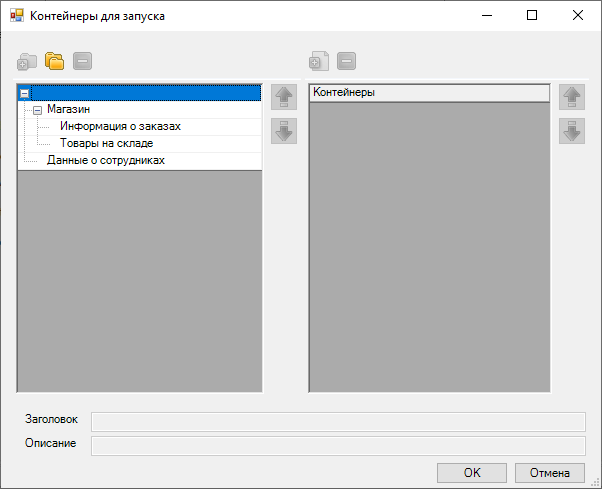 Контейнеры для запуска
Магазин
Информация о заказах
Товары на складе
Данные о сотрудниках
Контейнеры
Заголовок
Описание
OK
Отмена